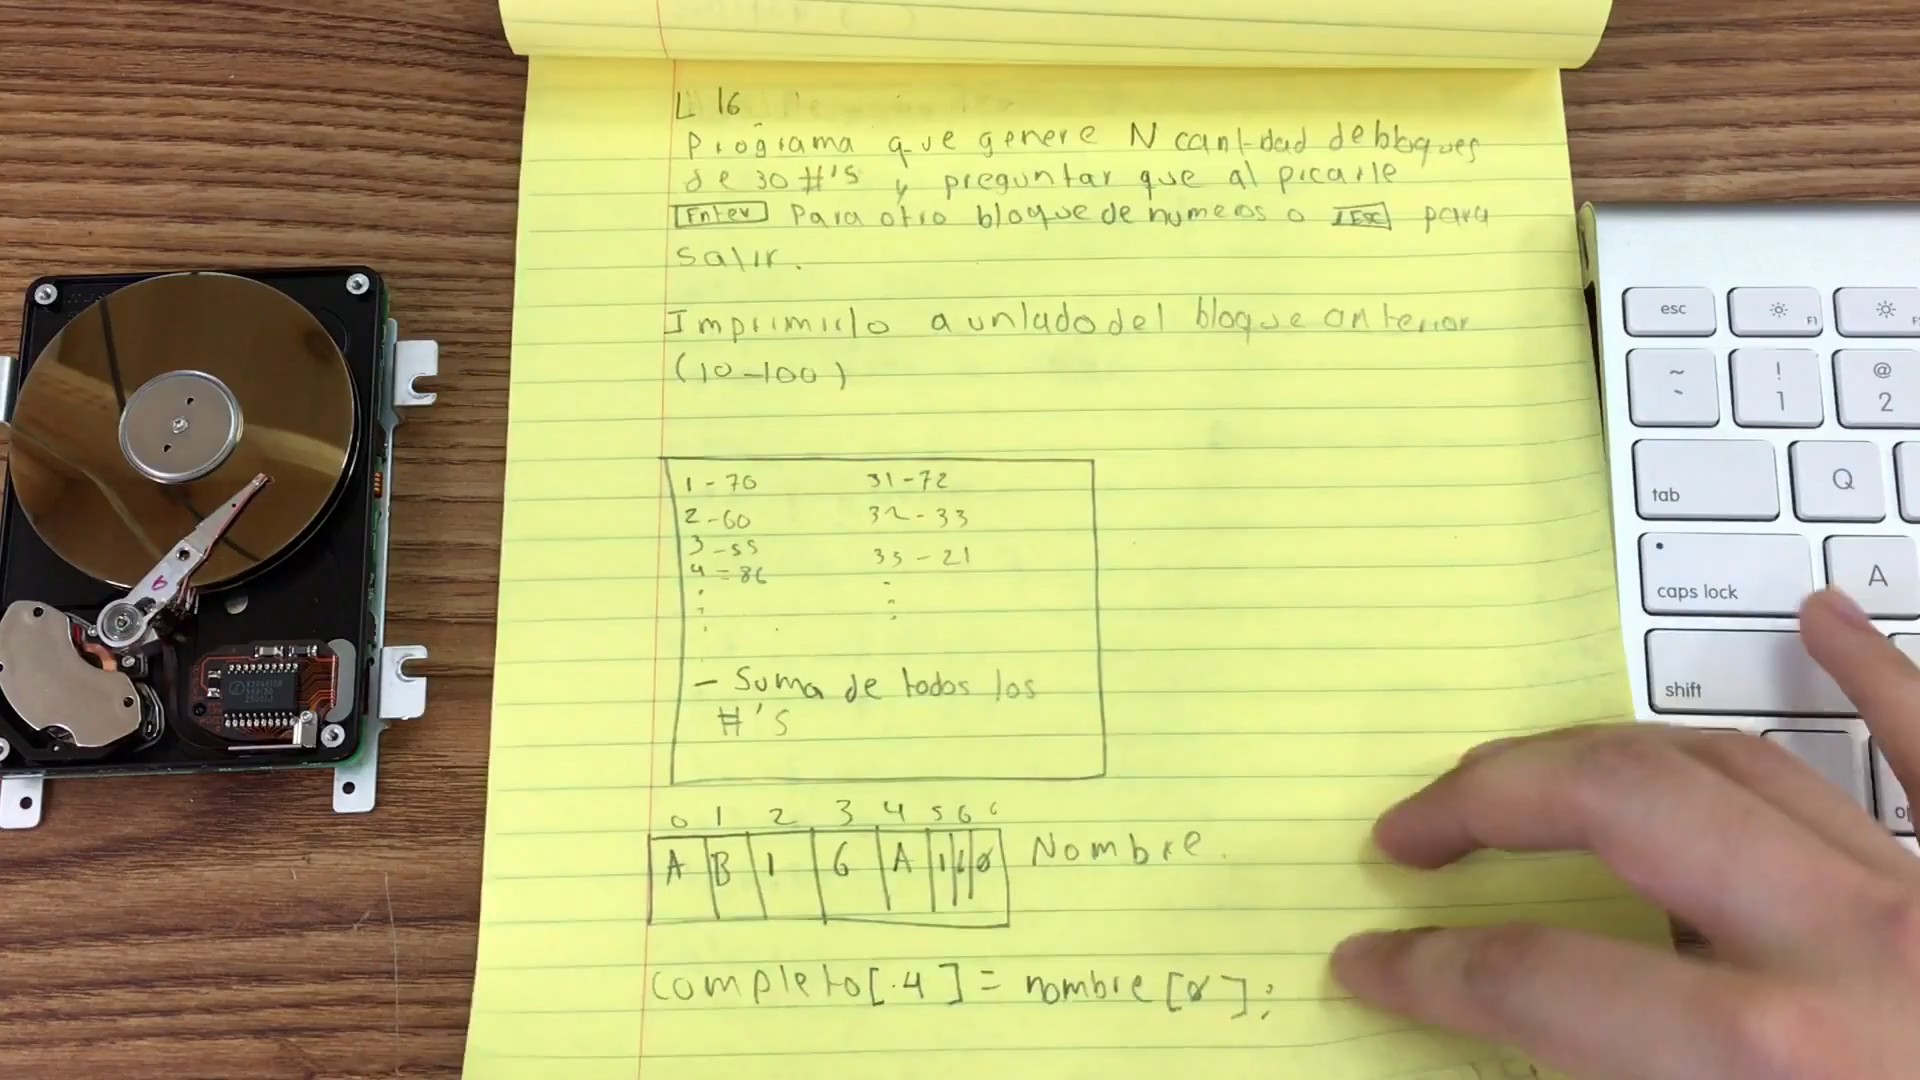 L 16
Programa que genere N cantidad de bloques
de 30 #'s y preguntar que al picarle
Enter Para otro bloque de numeros o ESC para
salir.
Imprimirlo a un lado del bloque anterior
(10-100)
1 - 70 31 - 72
2 - 60 32 - 33
3 - 55 33 - 21
4 = 86
- Suma de todos los
#'S
0 1 2 3 4 5 6
A B 1 6 A 1 Nombre.
completo[.4] = nombre[0];
esc
F1
~ `
! 1
@ 2
tab
Q
caps lock
A
shift